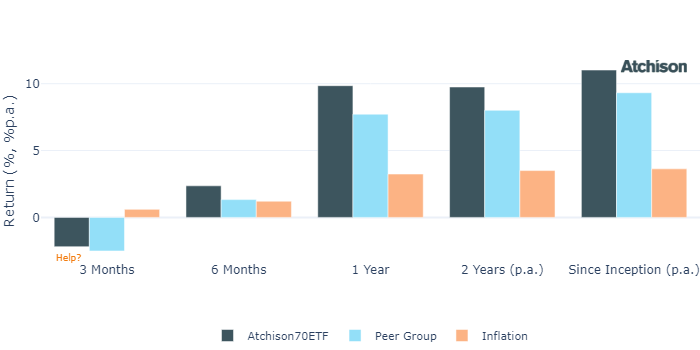 Atchison
10
5
0
Return (%, %p.a.)
Help?
3 Months
6 Months
1 Year
2 Years (p.a.)
Since Inception (p.a.)
Atchison70ETF
Peer Group
Inflation